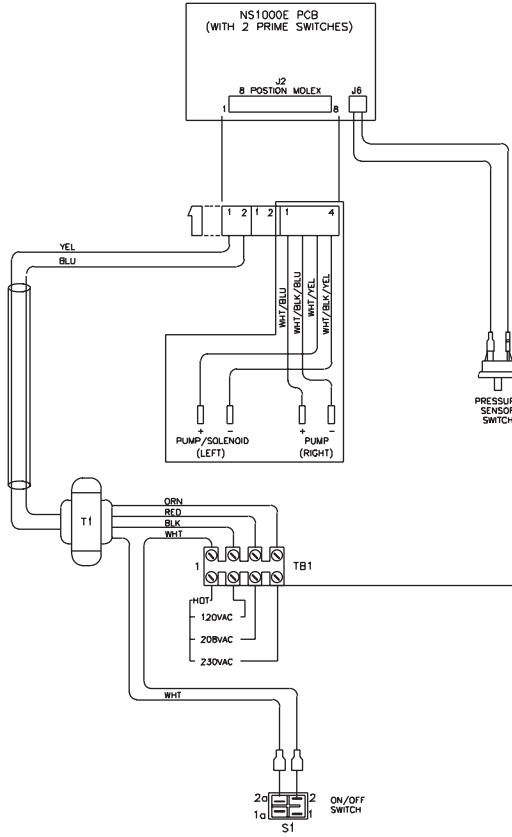 NS1000E PCB
(WITH 2 PRIME SWITCHES)
J2
8 POSTION MOLEX
J6
1
8
1 2 1 2 1 4
YEL
BLU
WHT/BLU
WHT/BLK/BLU
WHT/YEL
WHT/BLK/YEL
+ - + -
PUMP/SOLENOID
(LEFT)
PUMP
(RIGHT)
PRESSUR
SENSOR
SWITCH
T1
ORN
RED
BLK
WHT
1
TB1
HOT
120VAC
208VAC
230VAC
WHT
2a
2
1a
1
S1
ON/OFF
SWITCH